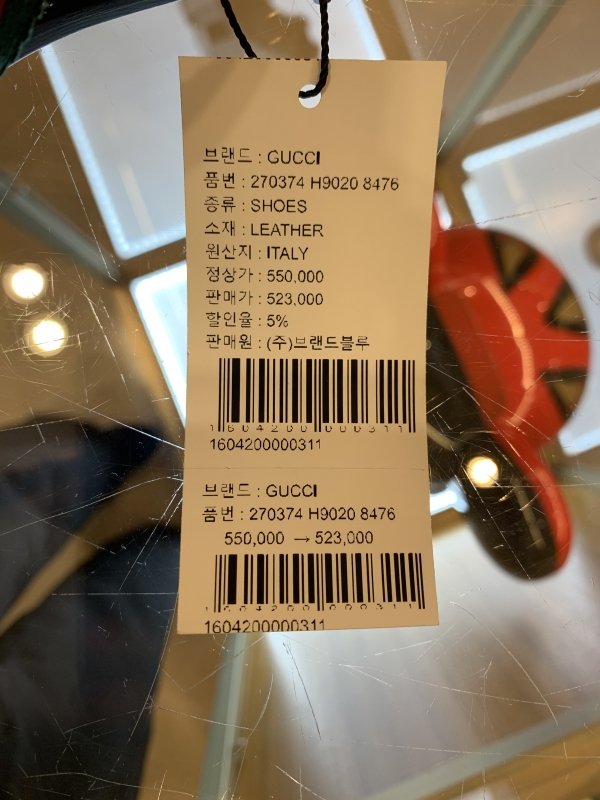 브랜드 : GUCCI
품번 : 270374 H9020 8476
종류 : SHOES
소재 : LEATHER
원산지 : ITALY
정상가 : 550,000
판매가 : 523,000
할인율 : 5%
판매원 : (주)브랜드블루
1604200000311
1604200000311
브랜드 : GUCCI
품번 : 270374 H9020 8476
550,000 → 523,000
1604200000311
1604200000311